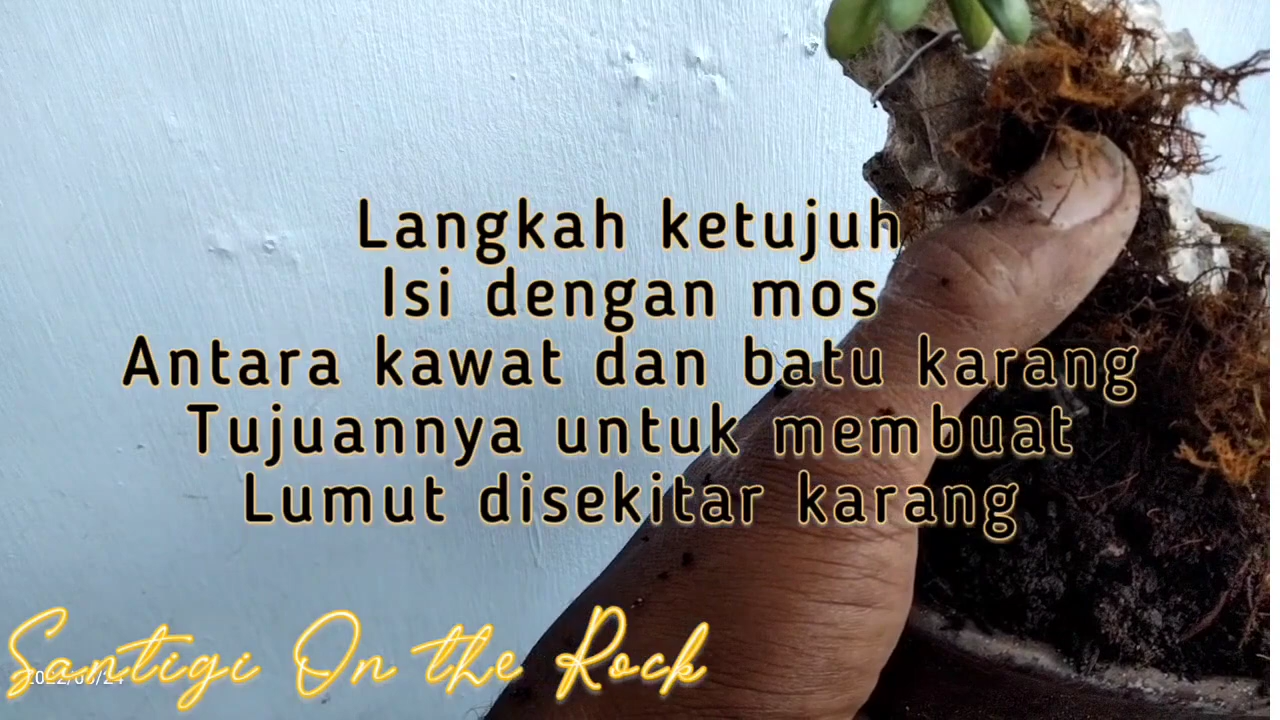 Langkah ketujuh
Isi dengan mos
Antara kawat dan batu karang
Tujuannya untuk membuat
Lumut disekitar karang
Santigi On the Rock